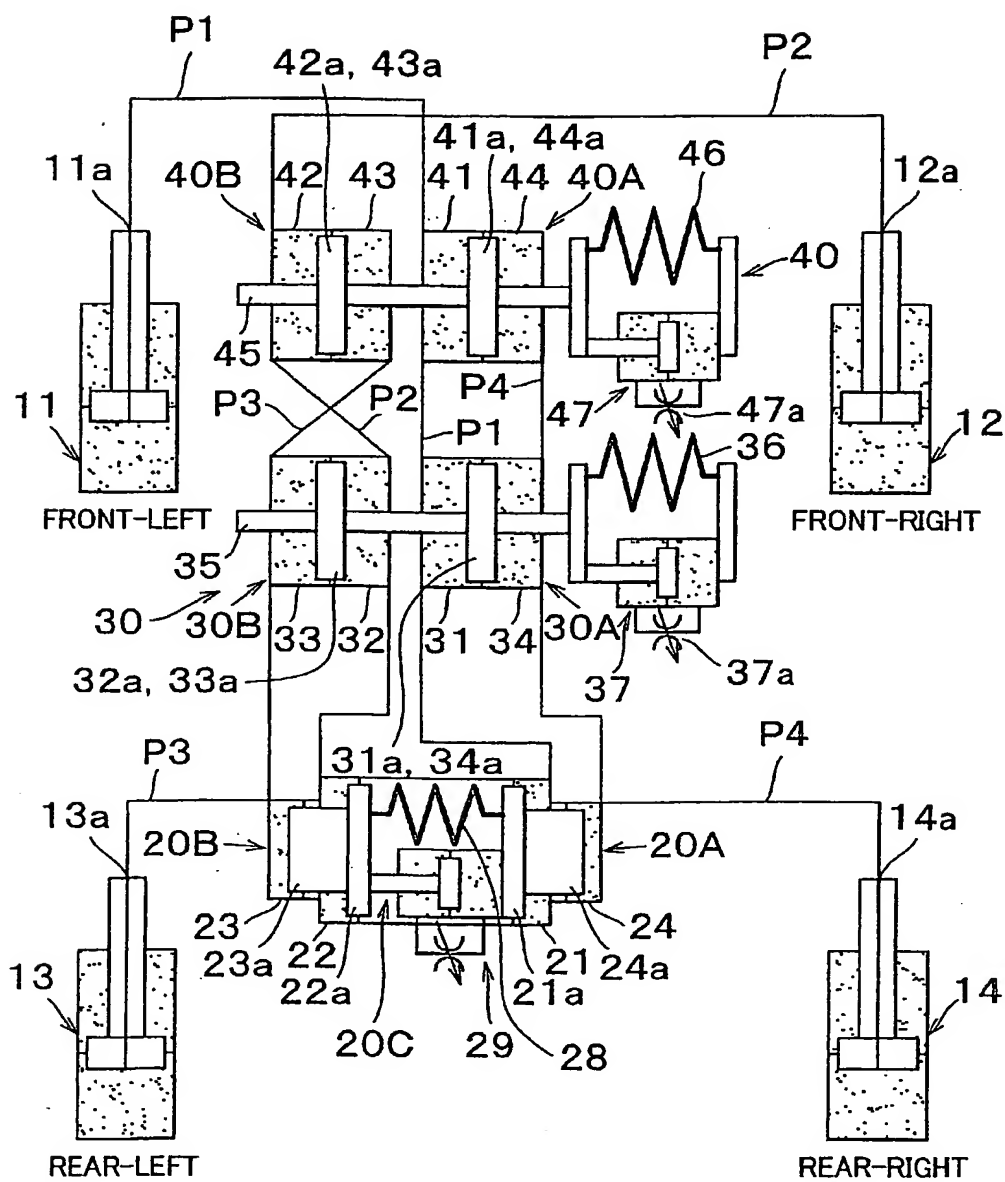 P1
P2
42a, 43a
41a, 44a
46
11a
40B
42
43
41
44
40A
12a
40
45
P3
P2
P4
P1
47
47a
36
11
12
FRONT-LEFT
FRONT-RIGHT
35
30
30B
33
32
31
34
30A
37
37a
32a, 33a
31a, 34a
P3
P4
13a
14a
20B
20A
23
23a
22
22a
21
21a
24
24a
13
14
20C
29
28
REAR-LEFT
REAR-RIGHT